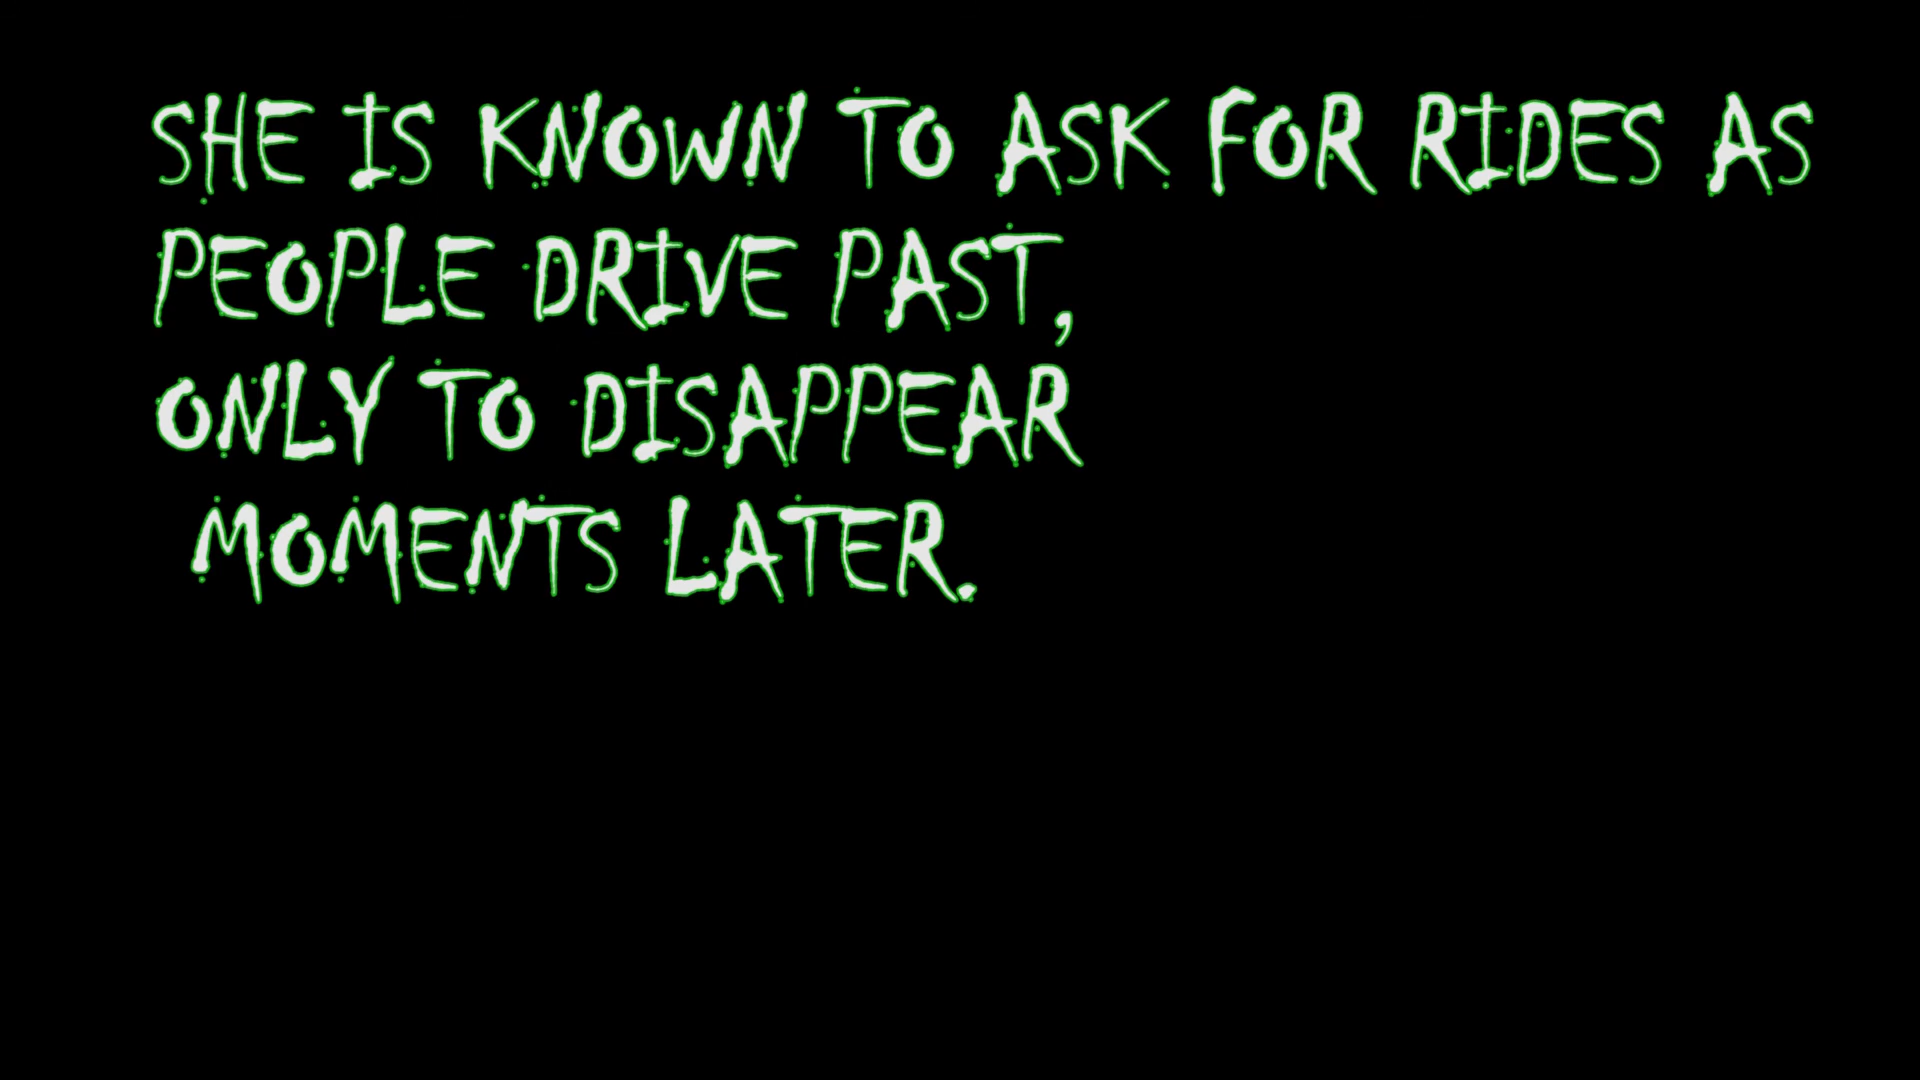 SHE IS KNOWN TO ASK FOR RIDES AS
PEOPLE DRIVE PAST,
ONLY TO DISAPPEAR
MOMENTS LATER.